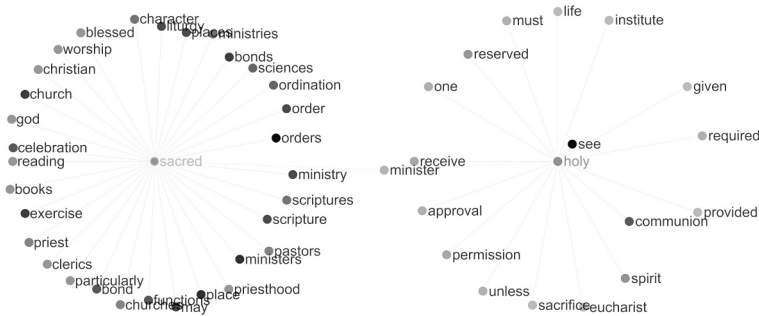 character
liturgy
blessed
places
ministries
worship
bonds
christian
sciences
ordination
church
order
god
orders
celebration
reading
sacred
ministry
books
scriptures
exercise
scripture
priest
pastors
clerics
ministers
particularly
bond
place
priesthood
churches
functions
may
minister
life
must
institute
reserved
one
given
see
required
receive
holy
approval
communion
provided
permission
spirit
unless
sacrifice
eucharist